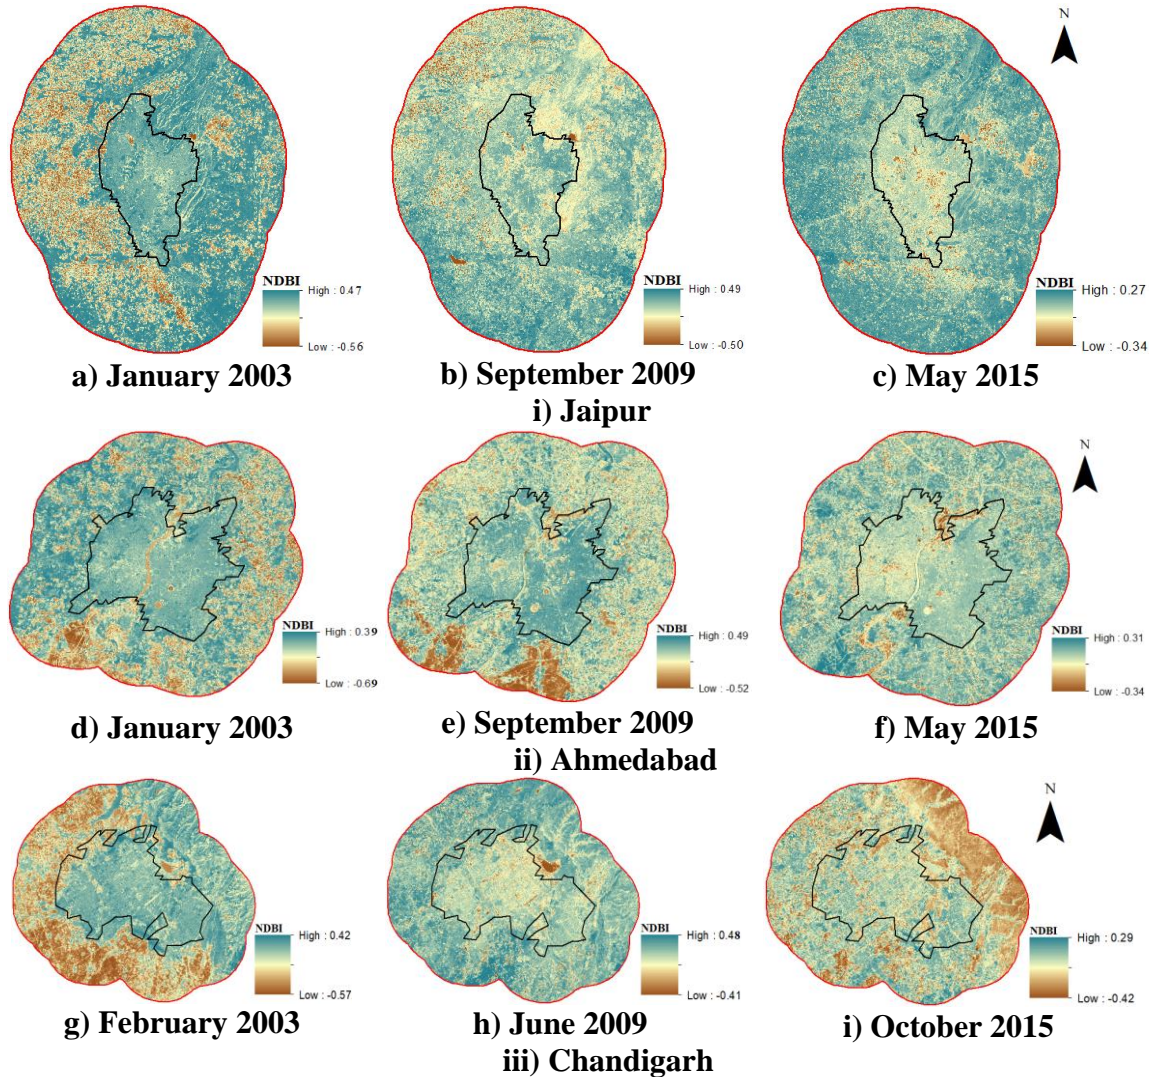 N
NDBI
High : 0.47
Low : -0.56
NDBI
High : 0.49
Low : -0.50
NDBI
High : 0.27
Low : -0.34
a) January 2003
b) September 2009
c) May 2015
i) Jaipur
N
NDBI
High : 0.39
Low : -0.69
NDBI
High : 0.49
Low : -0.52
NDBI
High : 0.31
Low : -0.34
d) January 2003
e) September 2009
f) May 2015
ii) Ahmedabad
N
NDBI
High : 0.42
Low : -0.57
NDBI
High : 0.48
Low : -0.41
NDBI
High : 0.29
Low : -0.42
g) February 2003
h) June 2009
i) October 2015
iii) Chandigarh